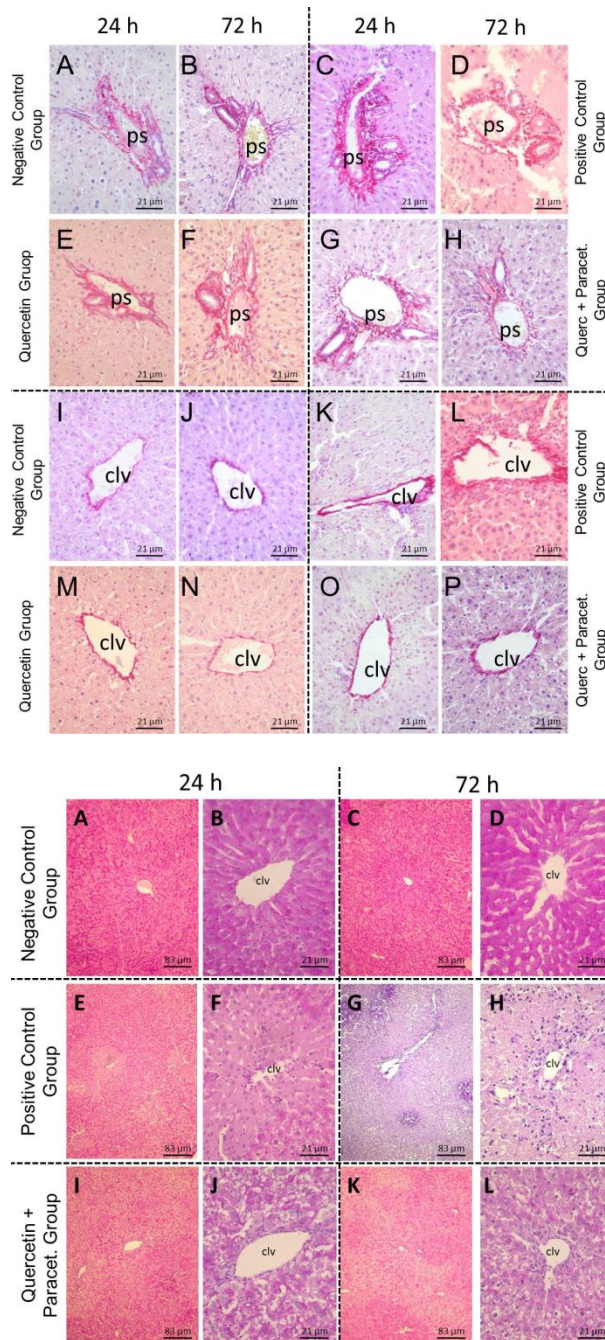 24 h 72 h 24 h 72 h
Negative Control
Group
A ps 21 µm
B ps 21 µm
C ps 21 µm
D ps 21 µm
Positive Control
Group
Quercetin Gruop
E ps 21 µm
F ps 21 µm
G ps 21 µm
H ps 21 µm
Querc + Paracet.
Group
Negative Control
Group
I clv 21 µm
J clv 21 µm
K clv 21 µm
L clv 21 µm
Positive Control
Group
Quercetin Gruop
M clv 21 µm
N clv 21 µm
O clv 21 µm
P clv 21 µm
Querc + Paracet.
Group
24 h 72 h
Negative Control
Group
A 83 µm
B clv 21 µm
C 83 µm
D clv 21 µm
Positive Control
Group
E 83 µm
F clv 21 µm
G 83 µm
H clv 21 µm
Quercetin +
Paracet. Group
I 83 µm
J clv 21 µm
K 83 µm
L clv 21 µm